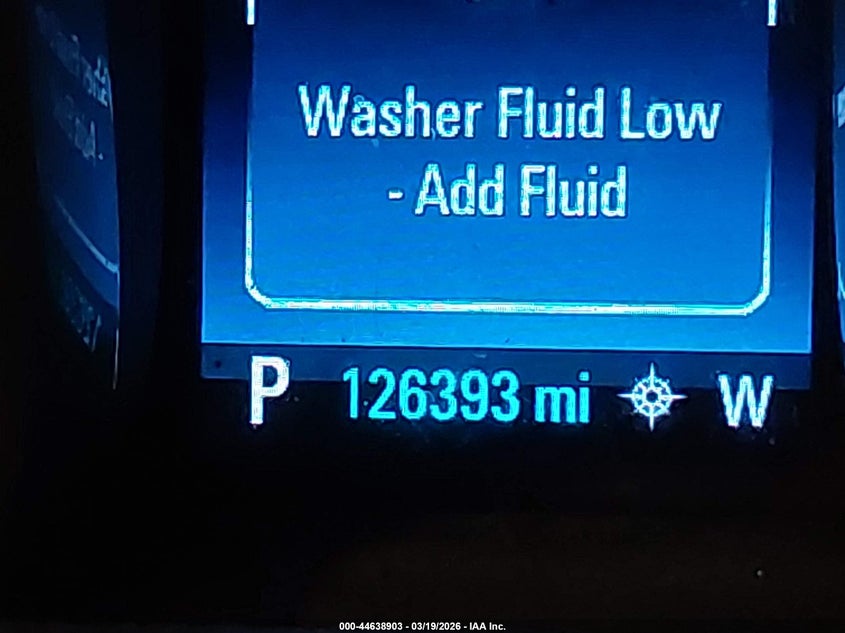 Washer Fluid Low
- Add Fluid
P 126393 mi W
000-44638903 - 03/19/2026 - IAA Inc.